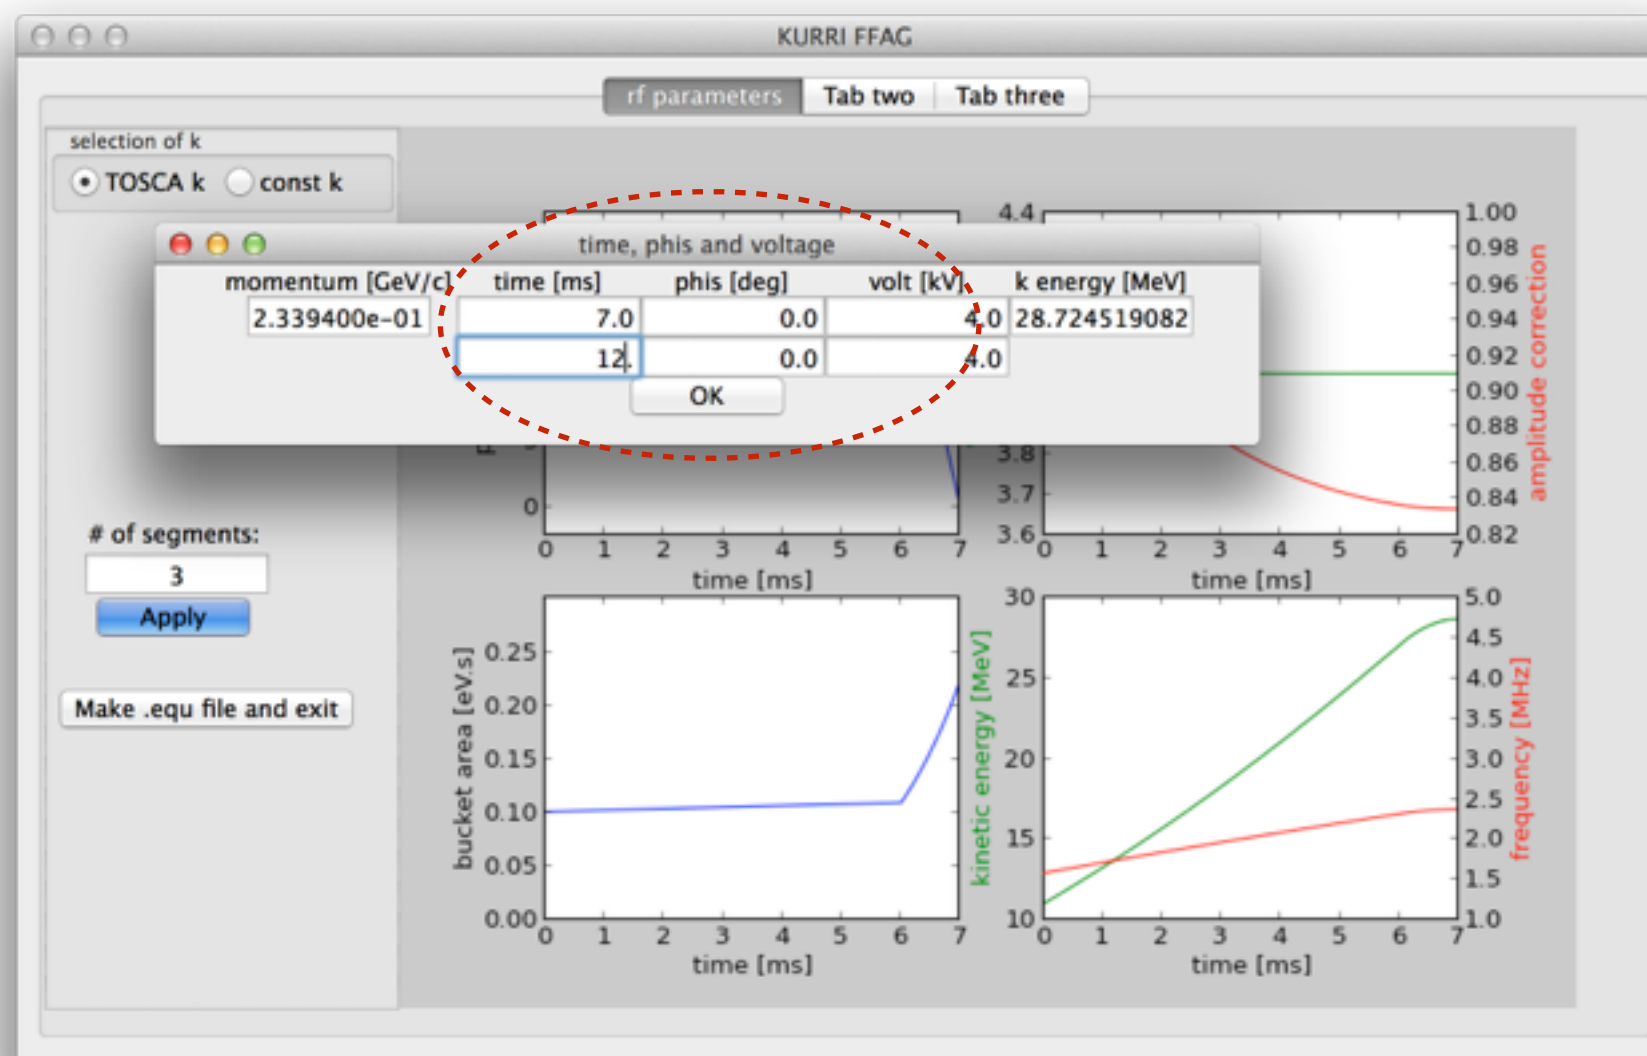 KURRI FFAG
rf parameters Tab two Tab three
selection of k
TOSCA k const k
time, phis and voltage
momentum [GeV/c] time [ms] phis [deg] volt [kV] k energy [MeV]
2.339400e-01 7.0 0.0 4.0 28.724519082
12. 0.0 4.0
OK
# of segments:
3
Apply
Make .equ file and exit
0
0 1 2 3 4 5 6 7
time [ms]
4.4
3.8
3.7
3.6
0 1 2 3 4 5 6 7
time [ms]
1.00
0.98
0.96
0.94
0.92
0.90
0.88
0.86
0.84
0.82
amplitude correction
bucket area [eV.s]
0.25
0.20
0.15
0.10
0.05
0.00
0 1 2 3 4 5 6 7
time [ms]
kinetic energy [MeV]
30
25
20
15
10
0 1 2 3 4 5 6 7
time [ms]
5.0
4.5
4.0
3.5
3.0
2.5
2.0
1.5
1.0
frequency [MHz]